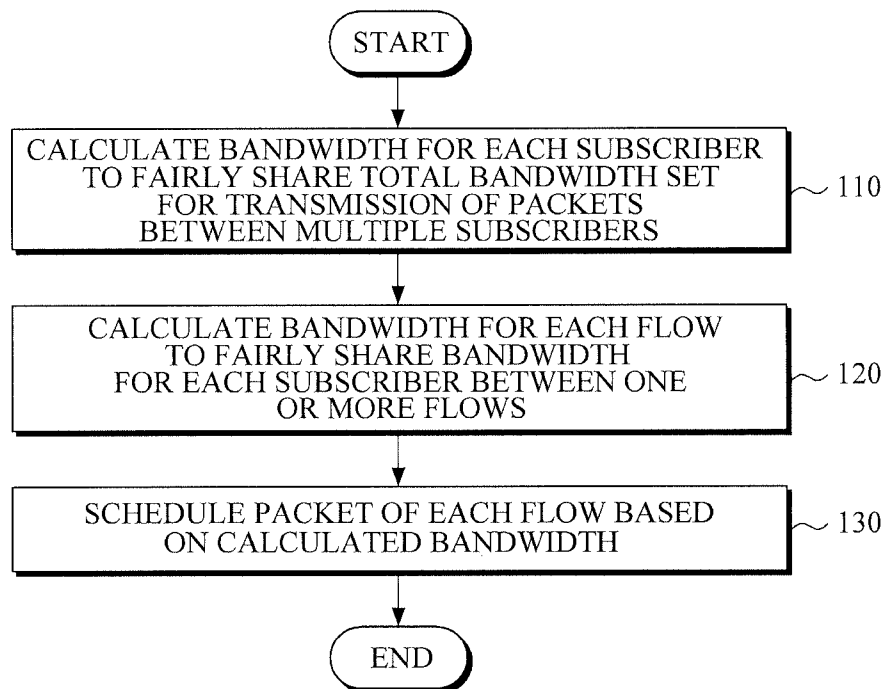 START
CALCULATE BANDWIDTH FOR EACH SUBSCRIBER
TO FAIRLY SHARE TOTAL BANDWIDTH SET
FOR TRANSMISSION OF PACKETS
BETWEEN MULTIPLE SUBSCRIBERS
110
CALCULATE BANDWIDTH FOR EACH FLOW
TO FAIRLY SHARE BANDWIDTH
FOR EACH SUBSCRIBER BETWEEN ONE
OR MORE FLOWS
120
SCHEDULE PACKET OF EACH FLOW BASED
ON CALCULATED BANDWIDTH
130
END